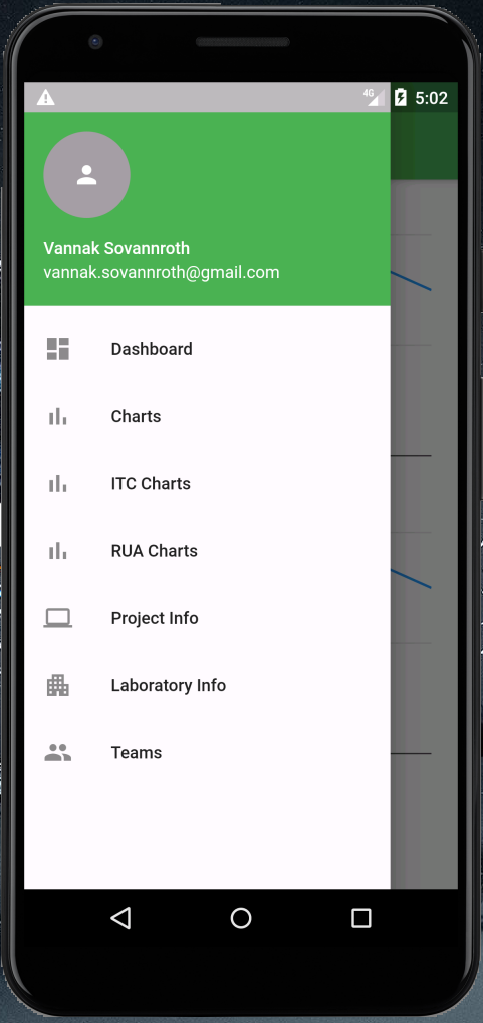 4G
5:02
Vannak Sovannroth
vannak.sovannroth@gmail.com
Dashboard
Charts
ITC Charts
RUA Charts
Project Info
Laboratory Info
Teams